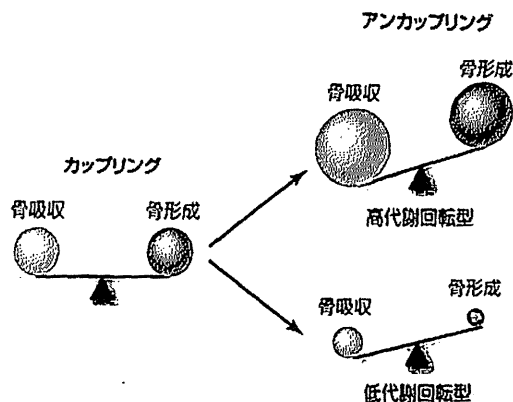 アンカップリング
骨吸収
骨形成
高代謝回転型
カップリング
骨吸収
骨形成
骨吸収
骨形成
低代謝回転型